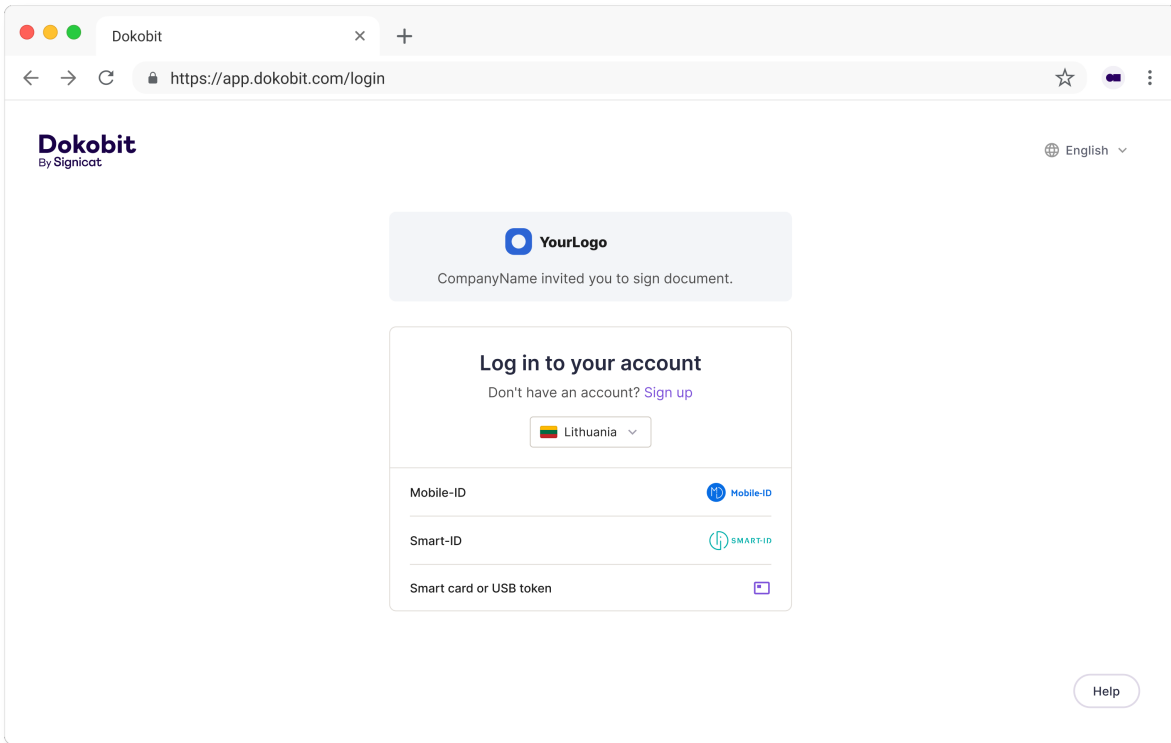 Dokobit
https://app.dokobit.com/login
Dokobit
By Signicat
English
YourLogo
CompanyName invited you to sign document.
Log in to your account
Don't have an account? Sign up
Lithuania
Mobile-ID
Mobile-ID
Smart-ID
SMART-ID
Smart card or USB token
Help